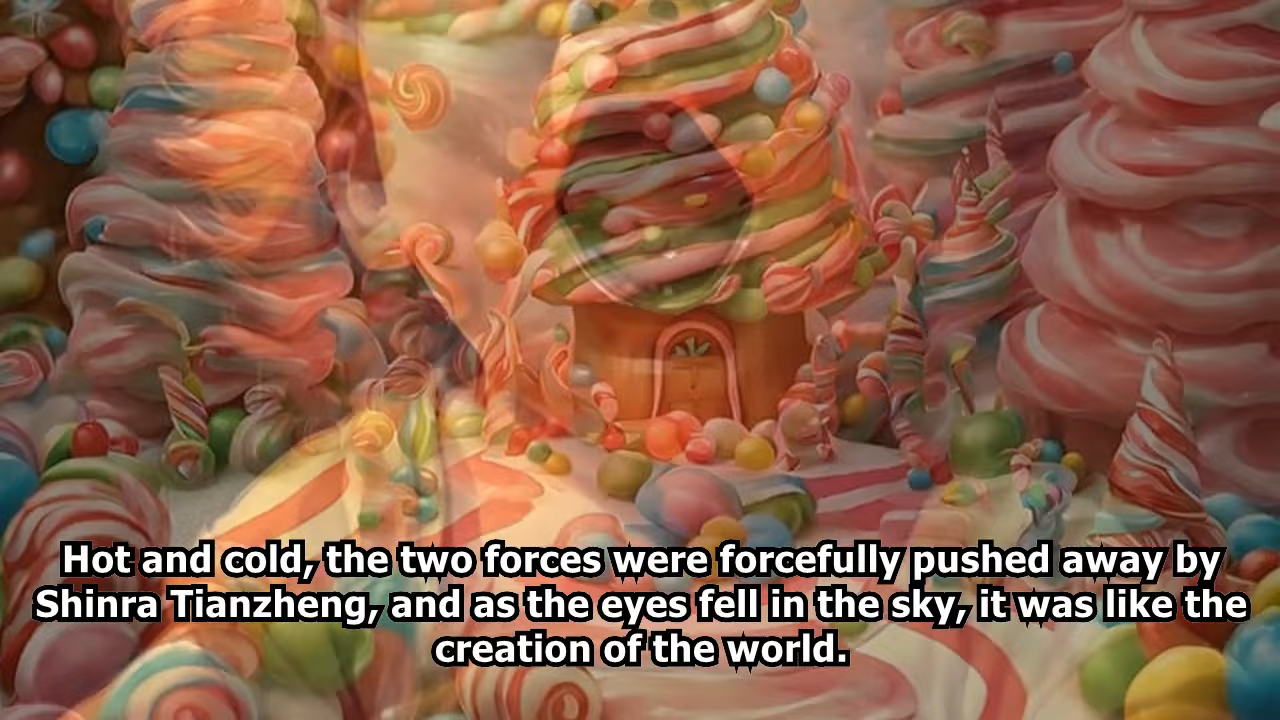 Hot and cold, the two forces were forcefully pushed away by
Shinra Tianzheng, and as the eyes fell in the sky, it was like the
creation of the world.